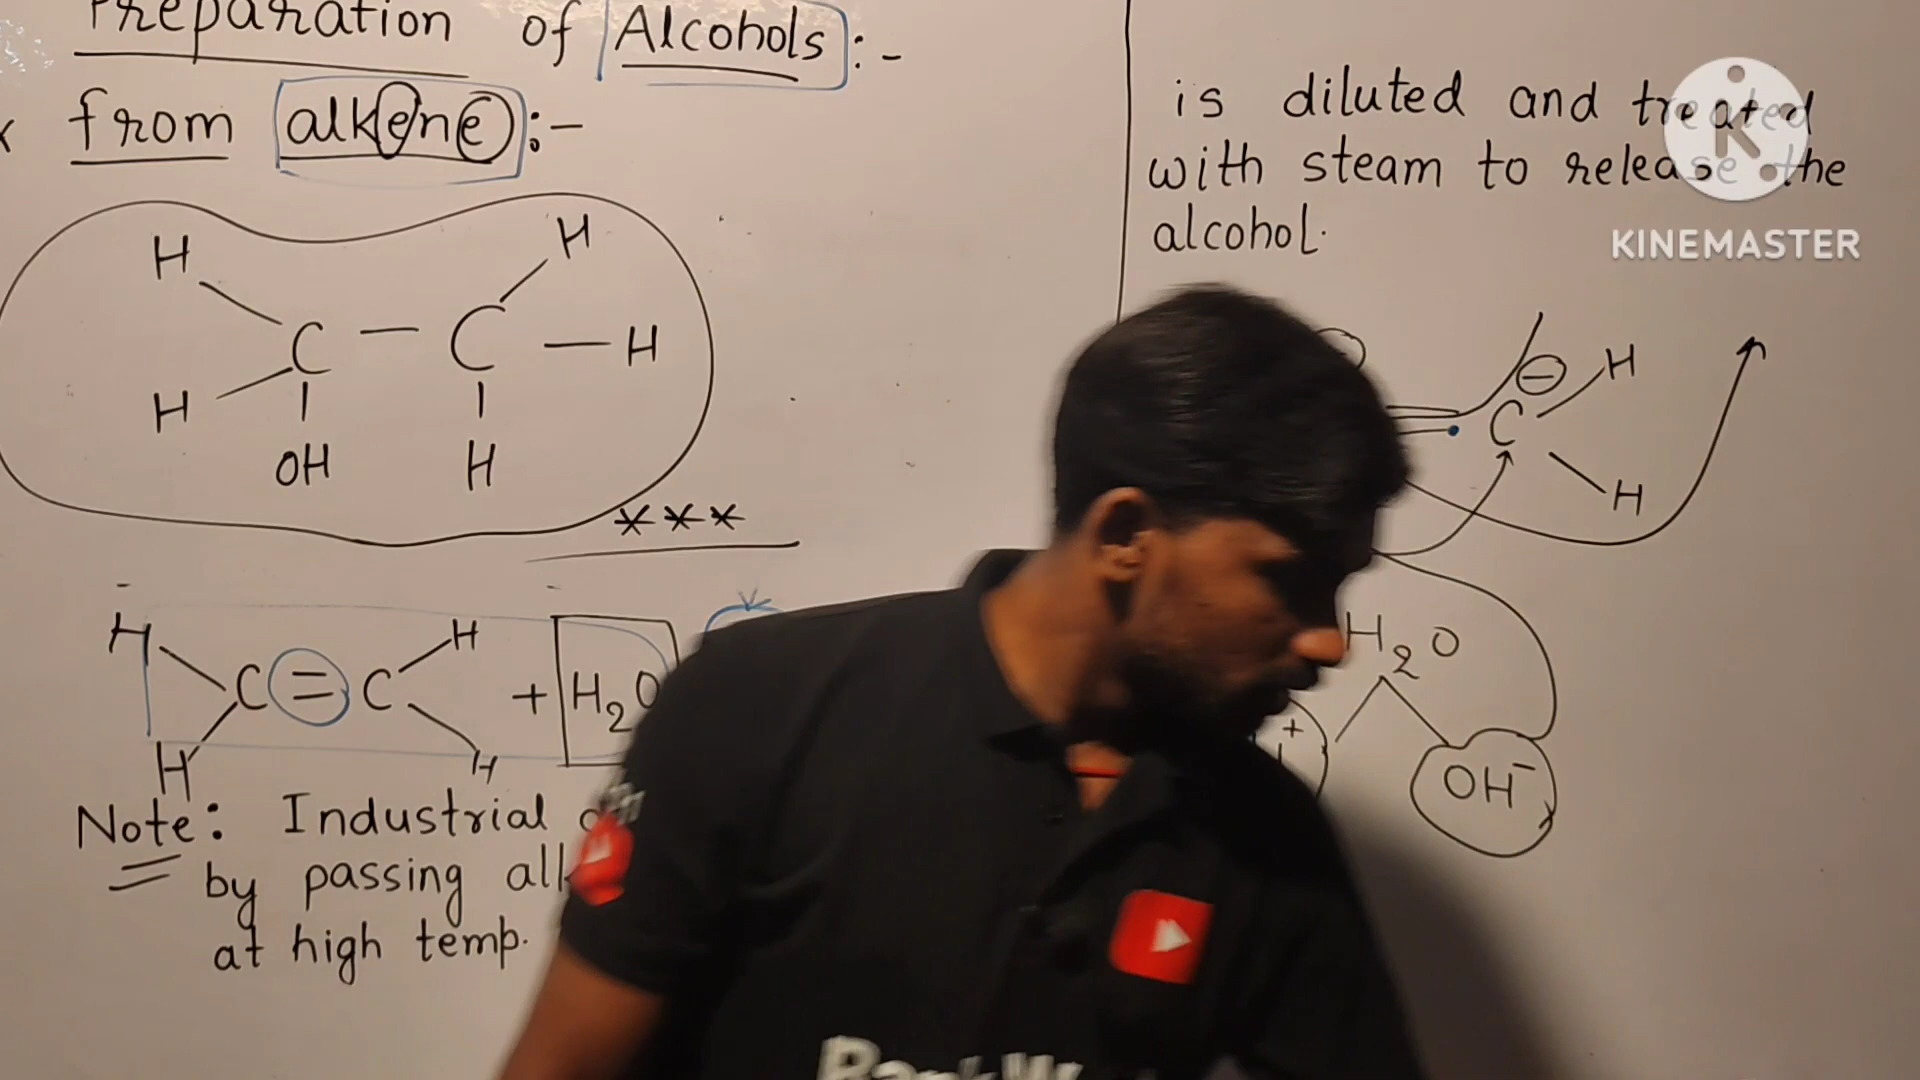 Preparation of Alcohols :-
from alkene :-
H H
C — C — H
H
OH H
***
H H
C = C + H2O
H H
Note: Industrial
by passing
at high temp.
is diluted and treated
with steam to release the
alcohol.
KINEMASTER
⊖ H
C
H
H2O
+
OH-